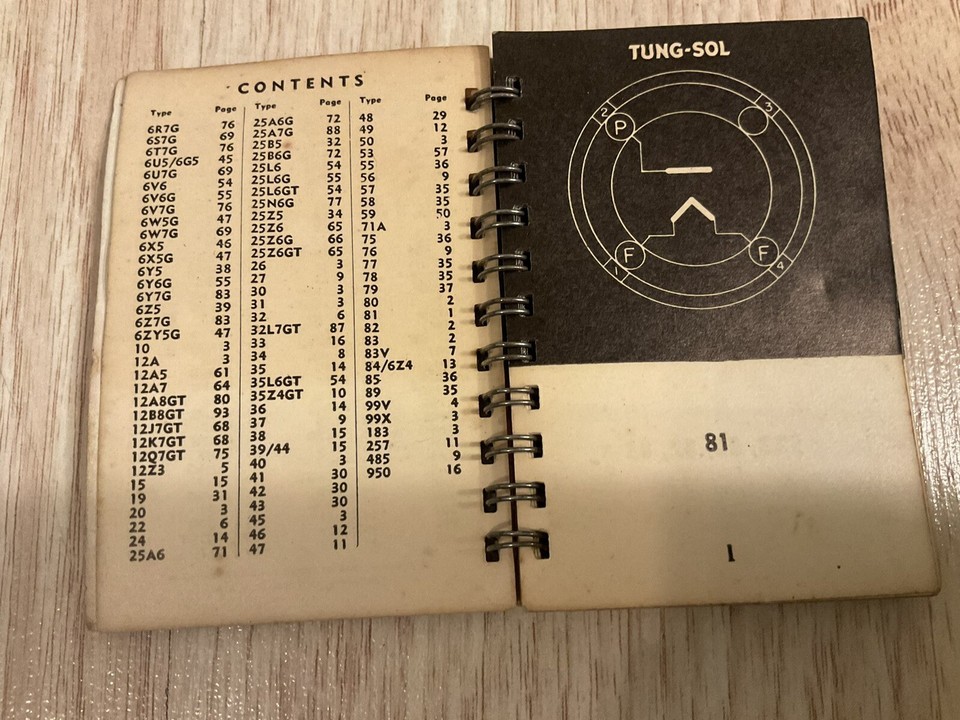 CONTENTS
Type Page
6R7G 76
6S7G 69
6T7G 76
6U5/6G5 45
6U7G 69
6V6 54
6V6G 55
6V7G 76
6W5G 47
6W7G 69
6X5 46
6X5G 47
6Y5 38
6Y6G 55
6Y7G 83
6Z5 39
6Z7G 83
6ZY5G 47
10 3
12A 3
12A5 61
12A7 64
12A8GT 80
12B8GT 93
12J7GT 68
12K7GT 68
12Q7GT 75
12Z3 5
15 15
19 31
20 3
22 6
24 14
25A6 71
Type Page
25A6G 72
25A7G 88
25B5 32
25B6G 72
25L6 54
25L6G 55
25L6GT 54
25N6G 77
25Z5 34
25Z6 65
25Z6G 66
25Z6GT 65
26 3
27 9
30 3
31 3
32 6
32L7GT 87
33 16
34 8
35 14
35L6GT 54
35Z4GT 10
36 14
37 9
38 15
39/44 15
40 3
41 30
42 30
43 30
45 3
46 12
47 11
Type Page
48 29
49 12
50 3
53 57
55 36
56 9
57 35
58 35
59 50
71A 3
75 36
76 9
77 35
78 35
79 37
80 2
81 1
82 2
83 2
83V 7
84/6Z4 13
85 36
89 35
99V 4
99X 3
183 3
257 11
485 9
950 16
TUNG-SOL
2 3
P
F F
1 4
81
1